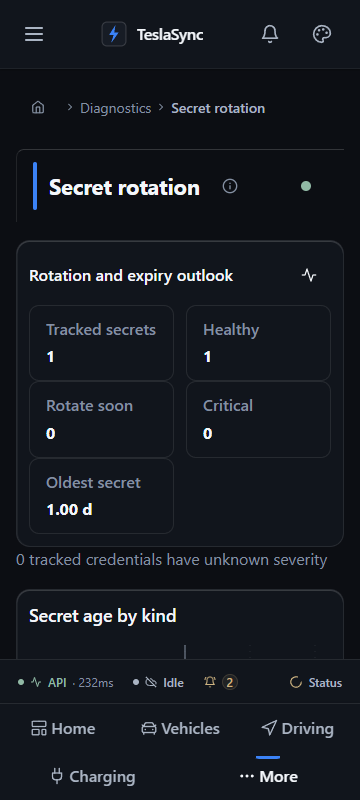 TeslaSync
Diagnostics Secret rotation
Secret rotation
Rotation and expiry outlook
Tracked secrets Healthy
1 1
Rotate soon Critical
0 0
Oldest secret
1.00 d
0 tracked credentials have unknown severity
Secret age by kind
API · 232ms Idle 2 Status
Home Vehicles Driving
Charging More